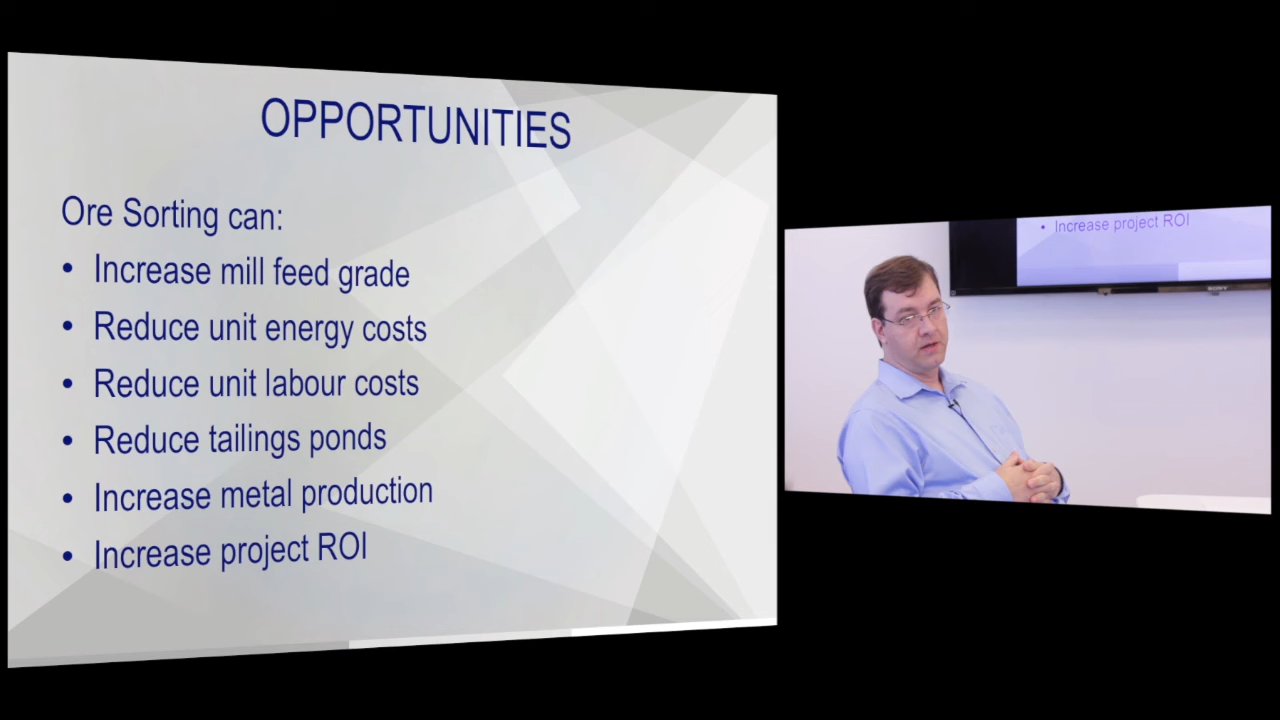 OPPORTUNITIES
Ore Sorting can:
• Increase mill feed grade
• Reduce unit energy costs
• Reduce unit labour costs
• Reduce tailings ponds
• Increase metal production
• Increase project ROI
• Increase project ROI
SONY